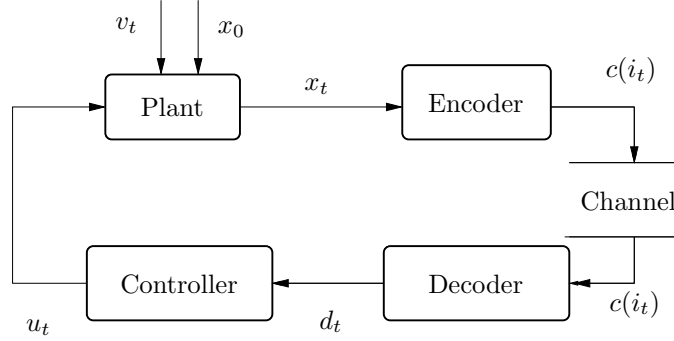 v_t
x_0
Plant
x_t
Encoder
c(i_t)
Channel
Controller
Decoder
u_t
d_t
c(i_t)